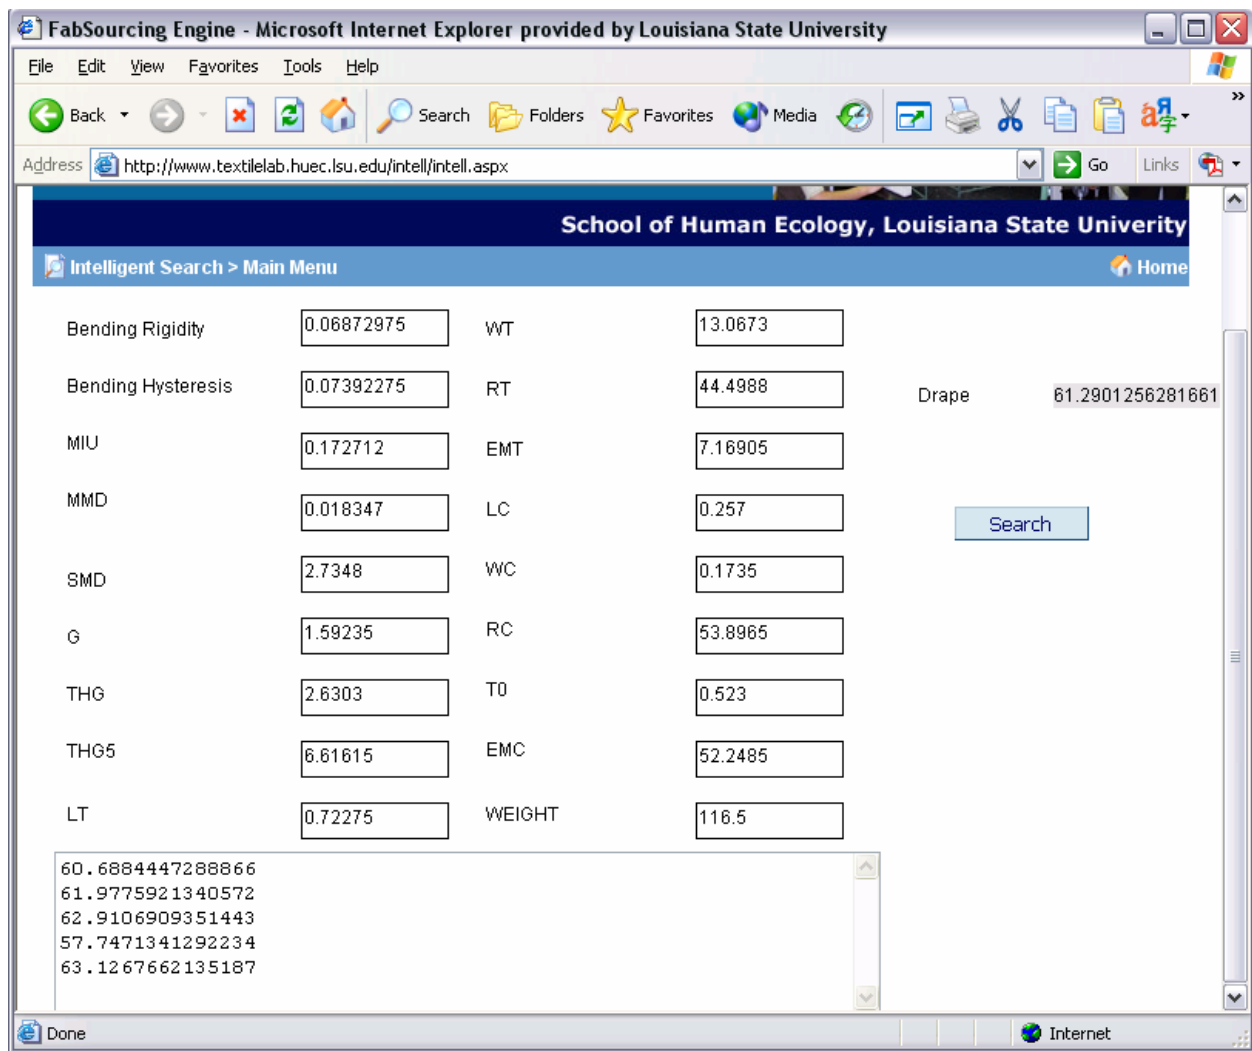 FabSourcing Engine - Microsoft Internet Explorer provided by Louisiana State University
File Edit View Favorites Tools Help
Back Search Folders Favorites Media »
Address http://www.textilelab.huec.lsu.edu/intell/intell.aspx Go Links
School of Human Ecology, Louisiana State Univerity
Intelligent Search > Main Menu Home
Bending Rigidity 0.06872975 WT 13.0673
Bending Hysteresis 0.07392275 RT 44.4988 Drape 61.2901256281661
MIU 0.172712 EMT 7.16905
MMD 0.018347 LC 0.257
Search
SMD 2.7348 WC 0.1735
G 1.59235 RC 53.8965
THG 2.6303 T0 0.523
THG5 6.61615 EMC 52.2485
LT 0.72275 WEIGHT 116.5
60.6884447288866
61.9775921340572
62.9106909351443
57.7471341292234
63.1267662135187
Done Internet